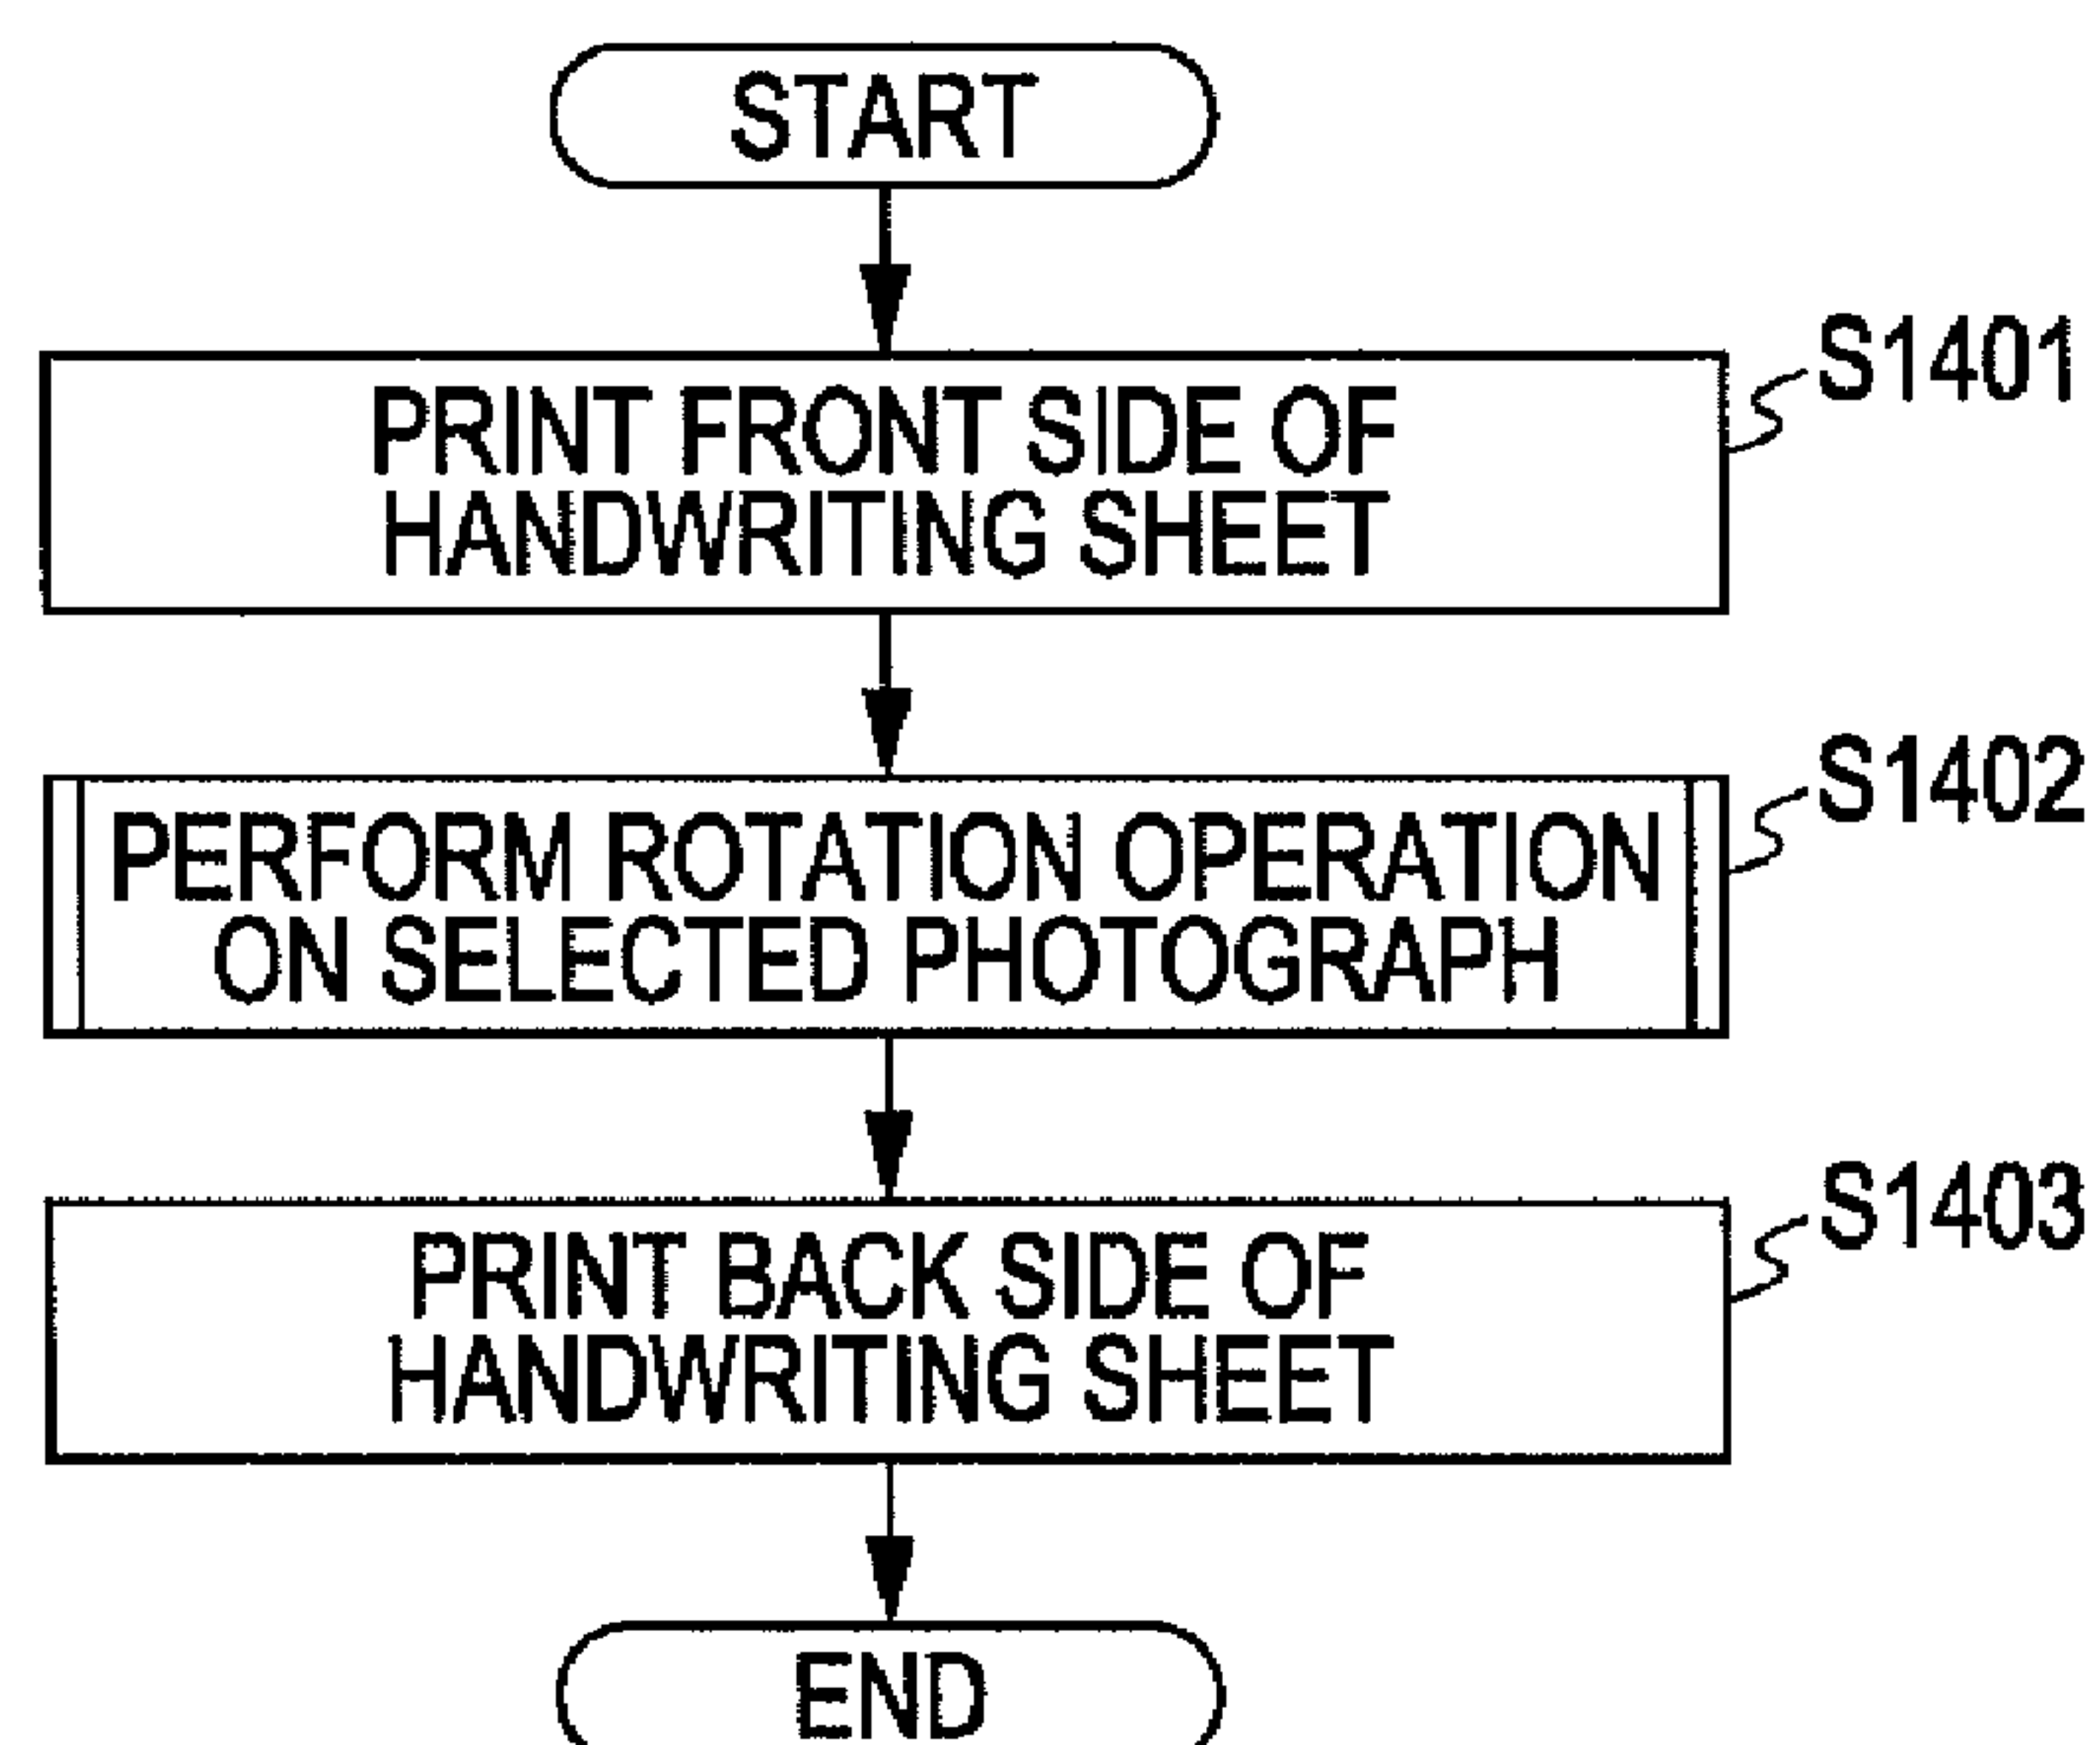 START
S1401
PRINT FRONT SIDE OF
HANDWRITING SHEET
S1402
PERFORM ROTATION OPERATION
ON SELECTED PHOTOGRAPH
S1403
PRINT BACK SIDE OF
HANDWRITING SHEET
END